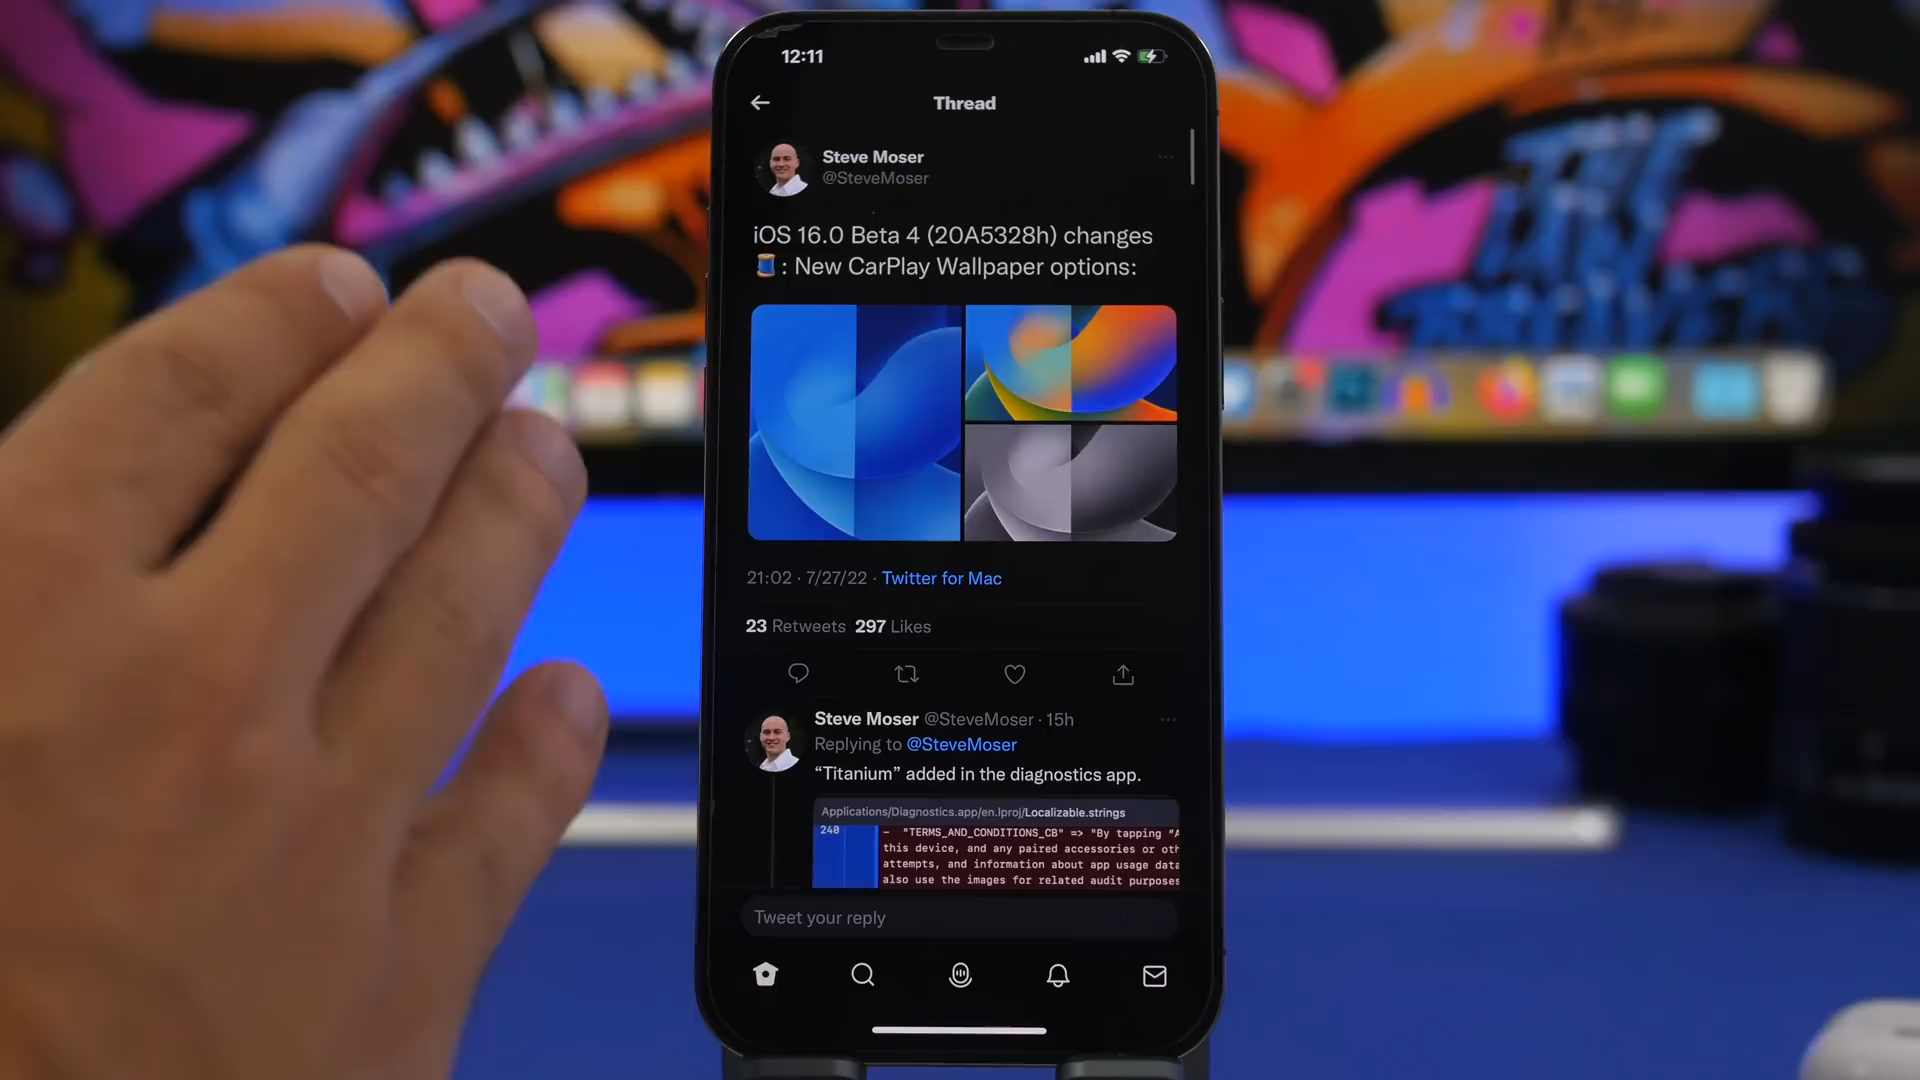 12:11
Thread
Steve Moser
@SteveMoser
iOS 16.0 Beta 4 (20A5328h) changes
: New CarPlay Wallpaper options:
21:02 · 7/27/22 · Twitter for Mac
23 Retweets 297 Likes
Steve Moser @SteveMoser · 15h
Replying to @SteveMoser
“Titanium” added in the diagnostics app.
Applications/Diagnostics.app/en.lproj/Localizable.strings
240 – "TERMS_AND_CONDITIONS_CB" => "By tapping “A
this device, and any paired accessories or oth
attempts, and information about app usage data
also use the images for related audit purposes
Tweet your reply